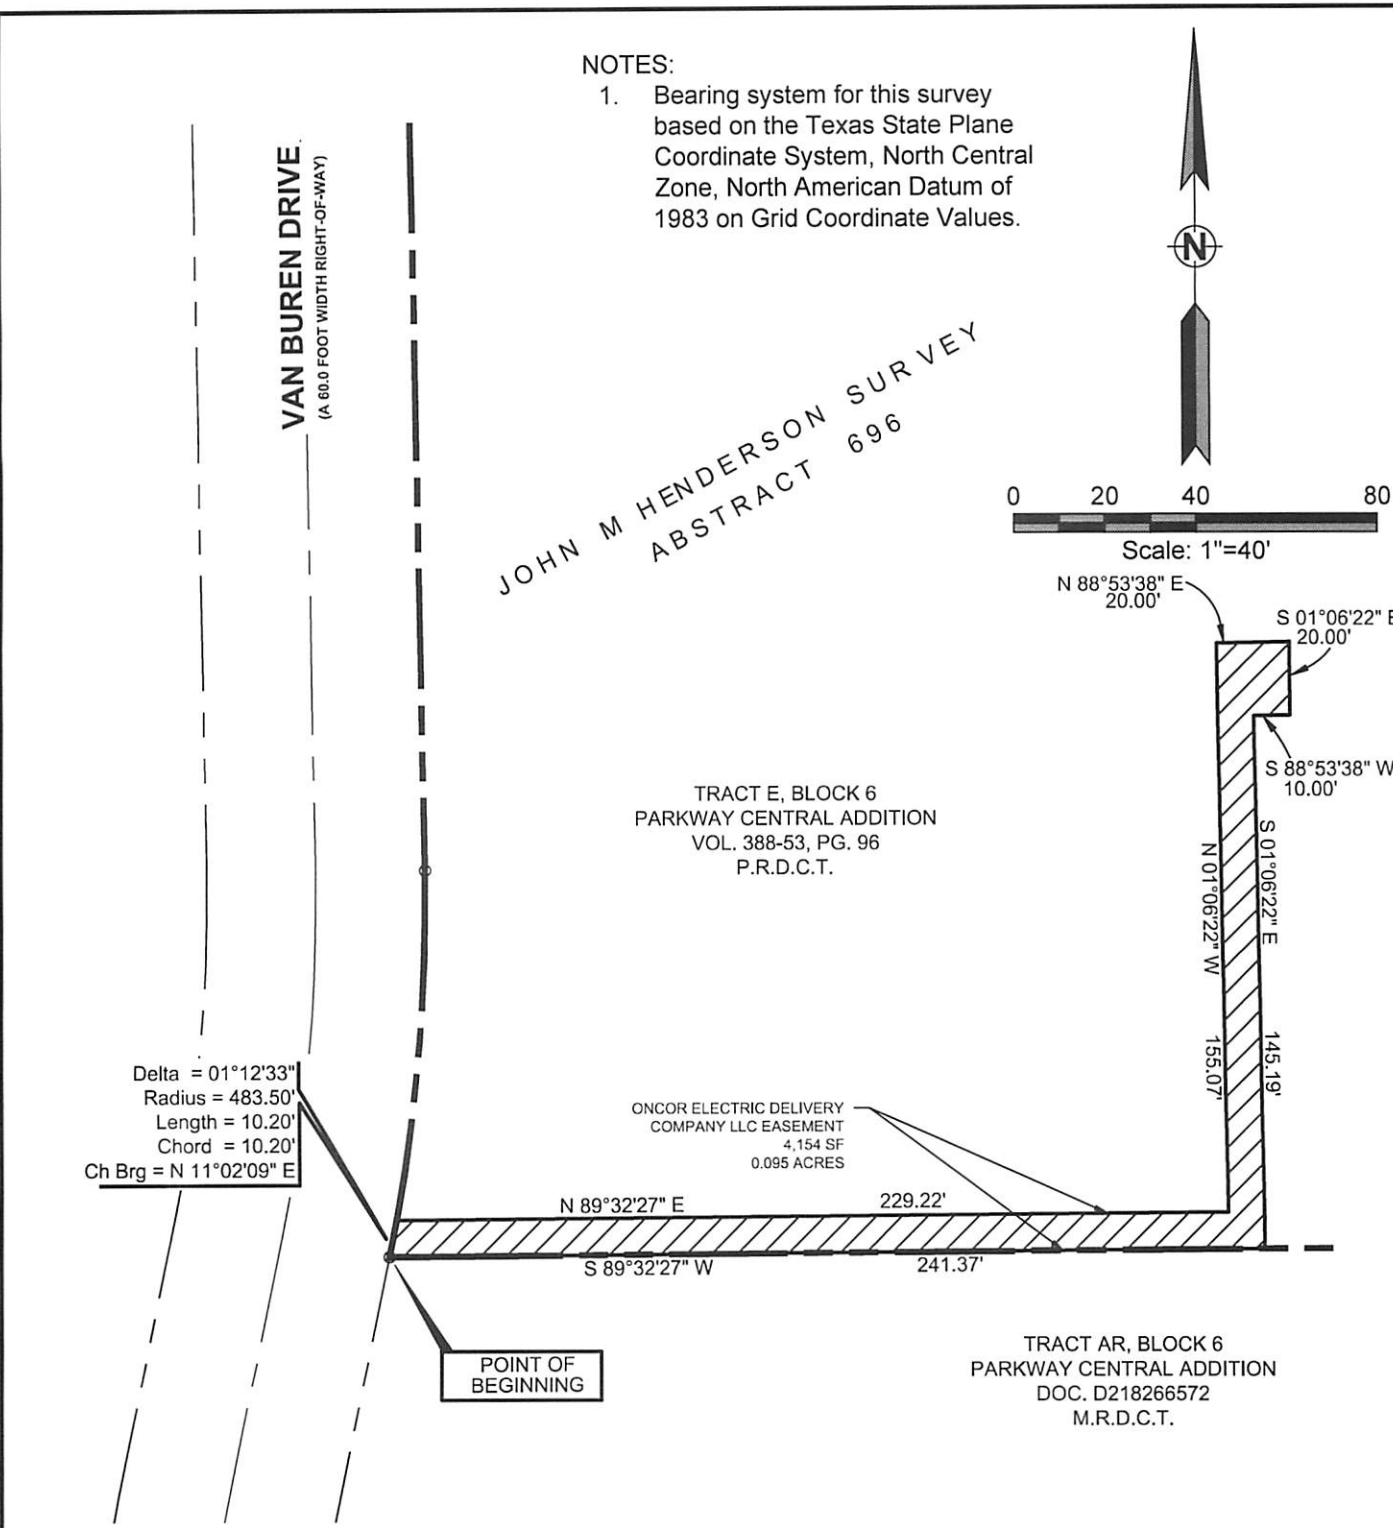 NOTES:
1. Bearing system for this survey
based on the Texas State Plane
Coordinate System, North Central
Zone, North American Datum of
1983 on Grid Coordinate Values.
VAN BUREN DRIVE
(A 60.0 FOOT WIDTH RIGHT-OF-WAY)
N
JOHN M HENDERSON SURVEY
ABSTRACT 696
0 20 40 80
Scale: 1"=40'
N 88°53'38" E
20.00'
S 01°06'22" E
20.00'
S 88°53'38" W
10.00'
TRACT E, BLOCK 6
PARKWAY CENTRAL ADDITION
VOL. 388-53, PG. 96
P.R.D.C.T.
N 01°06'22" W
155.07'
S 01°06'22" E
145.19'
Delta = 01°12'33"
Radius = 483.50'
Length = 10.20'
Chord = 10.20'
Ch Brg = N 11°02'09" E
ONCOR ELECTRIC DELIVERY
COMPANY LLC EASEMENT
4,154 SF
0.095 ACRES
N 89°32'27" E 229.22'
S 89°32'27" W 241.37'
POINT OF
BEGINNING
TRACT AR, BLOCK 6
PARKWAY CENTRAL ADDITION
DOC. D218266572
M.R.D.C.T.